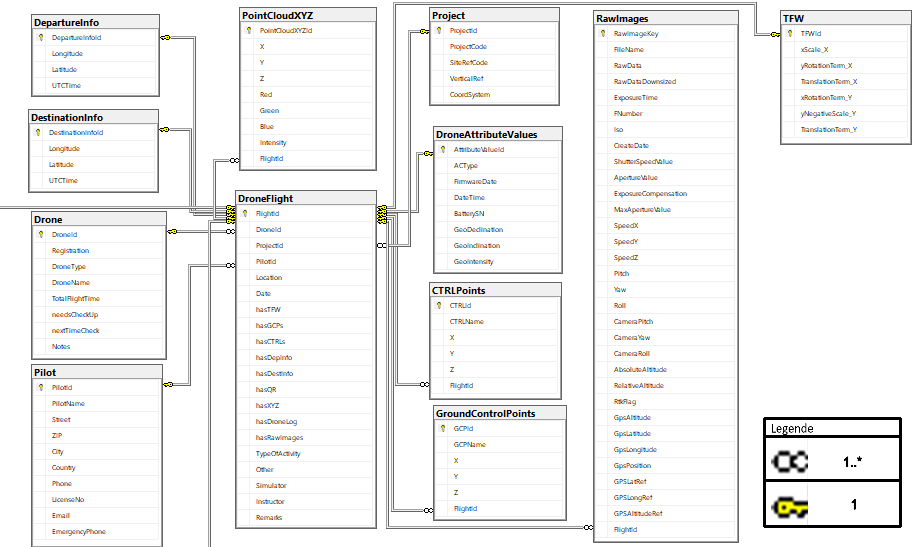 DepartureInfo
DepartureInfoId
Longitude
Latitude
UTCTime
DestinationInfo
DestinationInfoId
Longitude
Latitude
UTCTime
Drone
DroneId
Registration
DroneType
DroneName
TotalFlightTime
needsCheckUp
nextTimeCheck
Notes
Pilot
PilotId
PilotName
Street
ZIP
City
Country
Phone
LicenseNo
Email
EmergencyPhone
PointCloudXYZ
PointCloudXYZId
X
Y
Z
Red
Green
Blue
Intensity
FlightId
DroneFlight
FlightId
DroneId
ProjectId
PilotId
Location
Date
hasTFW
hasGCPs
hasCTRLs
hasDepInfo
hasDestInfo
hasQR
hasXYZ
hasDroneLog
hasRawImages
TypeOfActivity
Other
Simulator
Instructor
Remarks
Project
ProjectId
ProjectCode
SiteRefCode
VerticalRef
CoordSystem
DroneAttributeValues
AttributeValueId
ACType
FirmwareDate
DateTime
BatterySN
GeoDeclination
GeoInclination
GeoIntensity
CTRLPoints
CTRLId
CTRLName
X
Y
Z
FlightId
GroundControlPoints
GCPId
GCPName
X
Y
Z
FlightId
RawImages
RawImageKey
FileName
RawData
RawDataDownsized
ExposureTime
FNumber
Iso
CreateDate
ShutterSpeedValue
ApertureValue
ExposureCompensation
MaxApertureValue
SpeedX
SpeedY
SpeedZ
Pitch
Yaw
Roll
CameraPitch
CameraYaw
CameraRoll
AbsoluteAltitude
RelativeAltitude
RtkFlag
GpsAltitude
GpsLatitude
GpsLongitude
GpsPosition
GPSLatRef
GPSLongRef
GPSAltitudeRef
FlightId
TFW
TFWId
xScale_X
yRotationTerm_X
TranslationTerm_X
xRotationTerm_Y
yNegativeScale_Y
TranslationTerm_Y
Legende
1..*
1